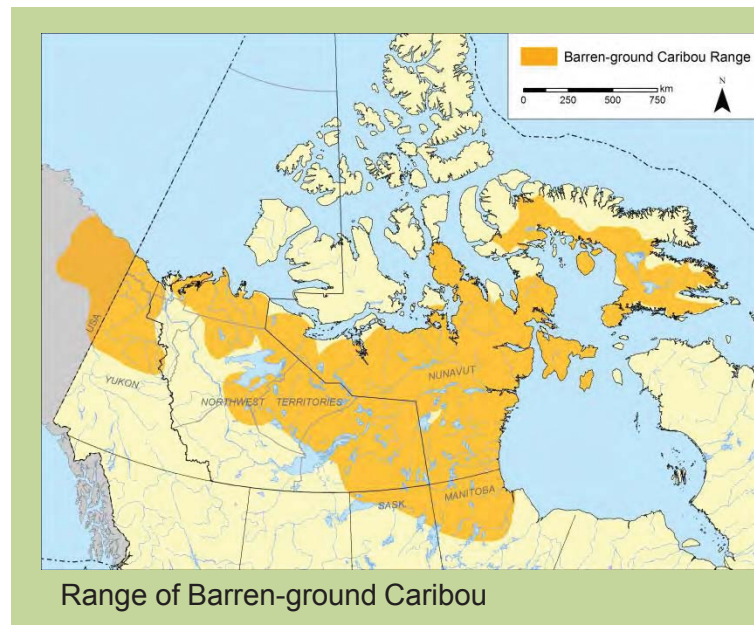 Barren-ground Caribou Range
km
0 250 500 750
N
USA
YUKON
NORTHWEST TERRITORIES
NUNAVUT
SASK.
MANITOBA
Range of Barren-ground Caribou